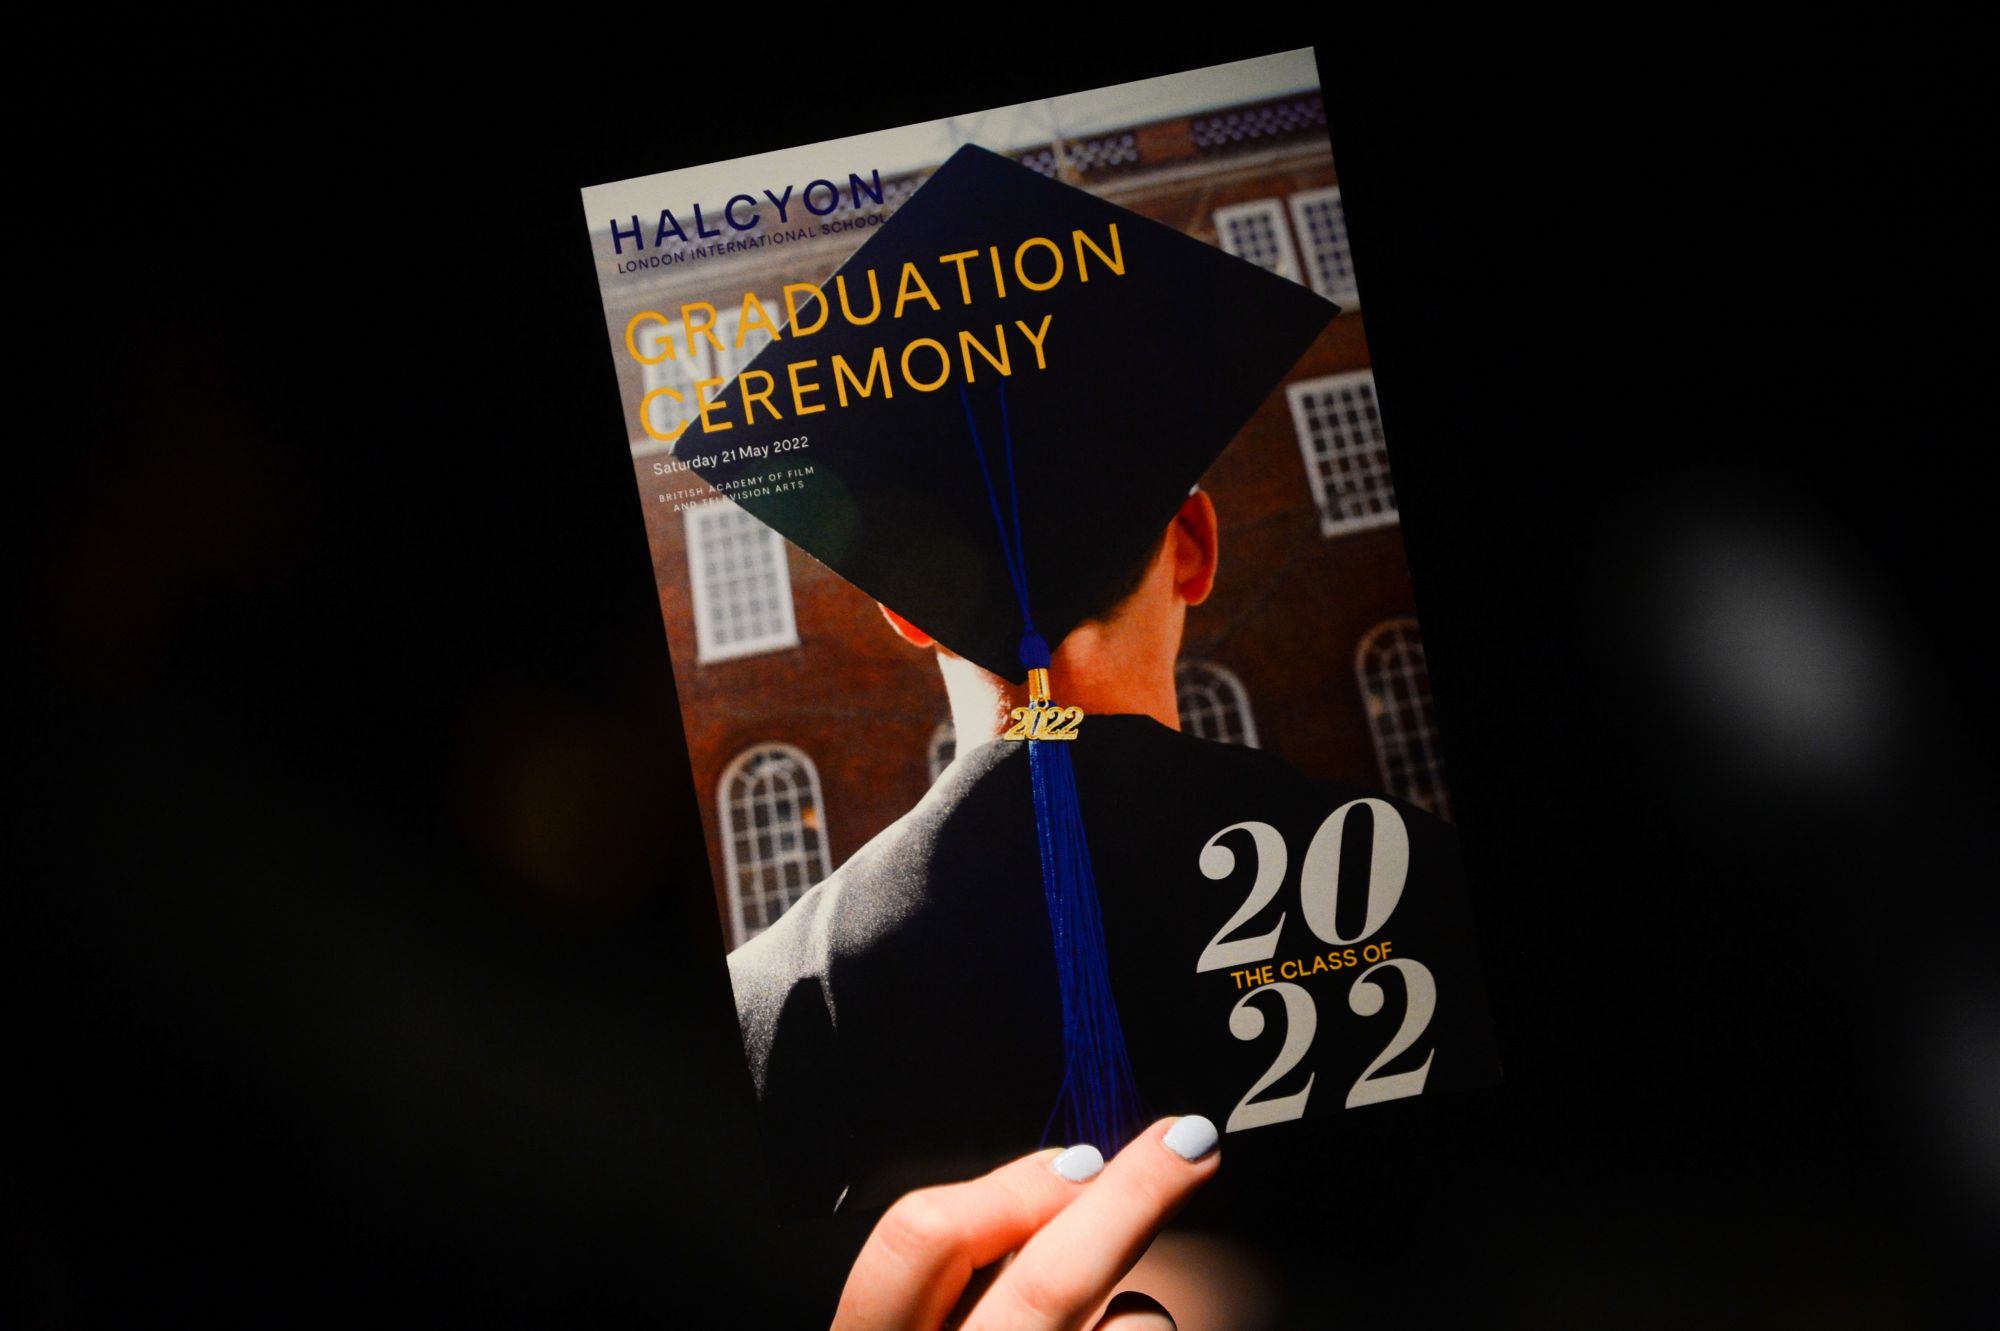 HALCYON
LONDON INTERNATIONAL SCHOOL
GRADUATION
CEREMONY
Saturday 21 May 2022
BRITISH ACADEMY OF FILM
AND TELEVISION ARTS
2022
20
THE CLASS OF
22